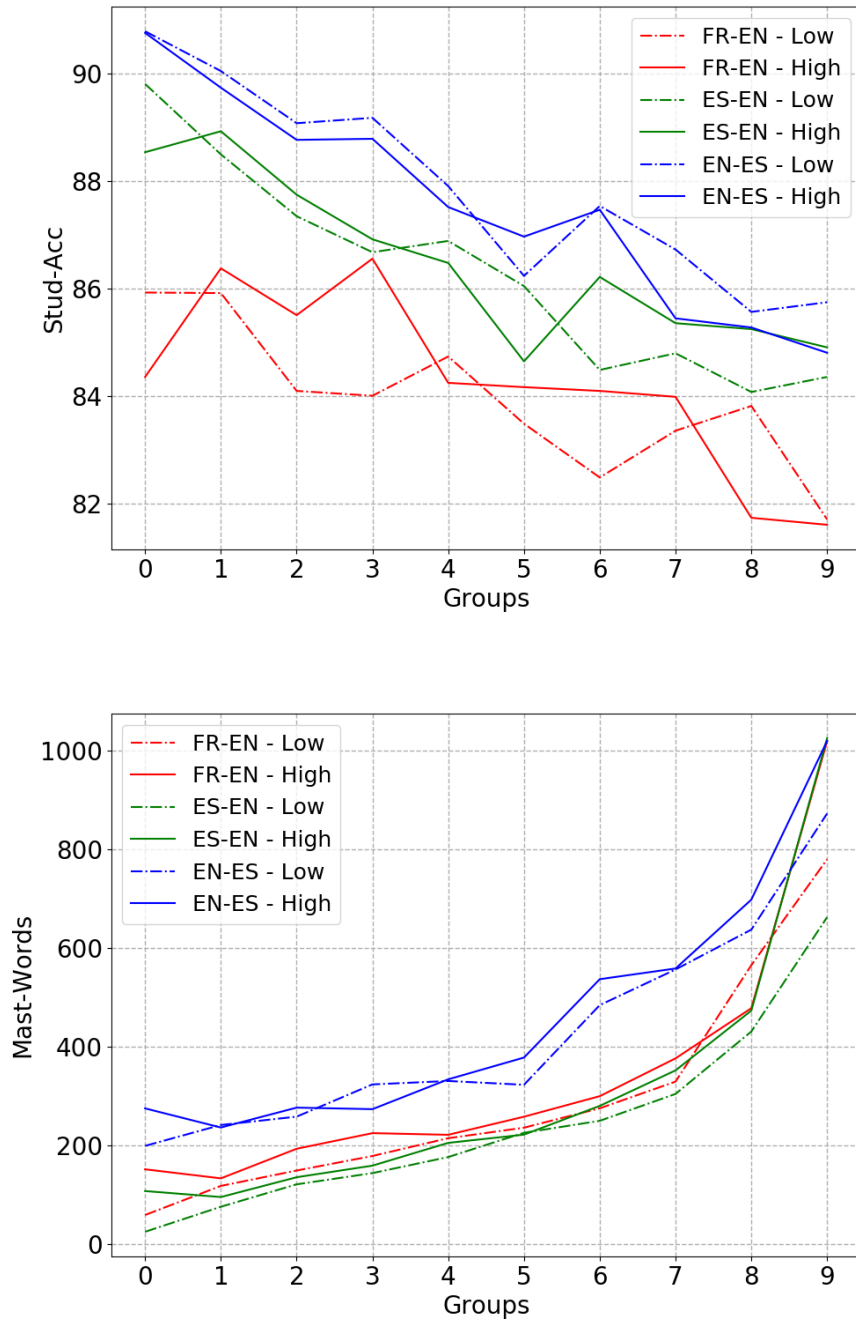 90
88
86
84
82
Stud-Acc
FR-EN - Low
FR-EN - High
ES-EN - Low
ES-EN - High
EN-ES - Low
EN-ES - High
0 1 2 3 4 5 6 7 8 9
Groups
1000
800
600
400
200
0
Mast-Words
FR-EN - Low
FR-EN - High
ES-EN - Low
ES-EN - High
EN-ES - Low
EN-ES - High
0 1 2 3 4 5 6 7 8 9
Groups